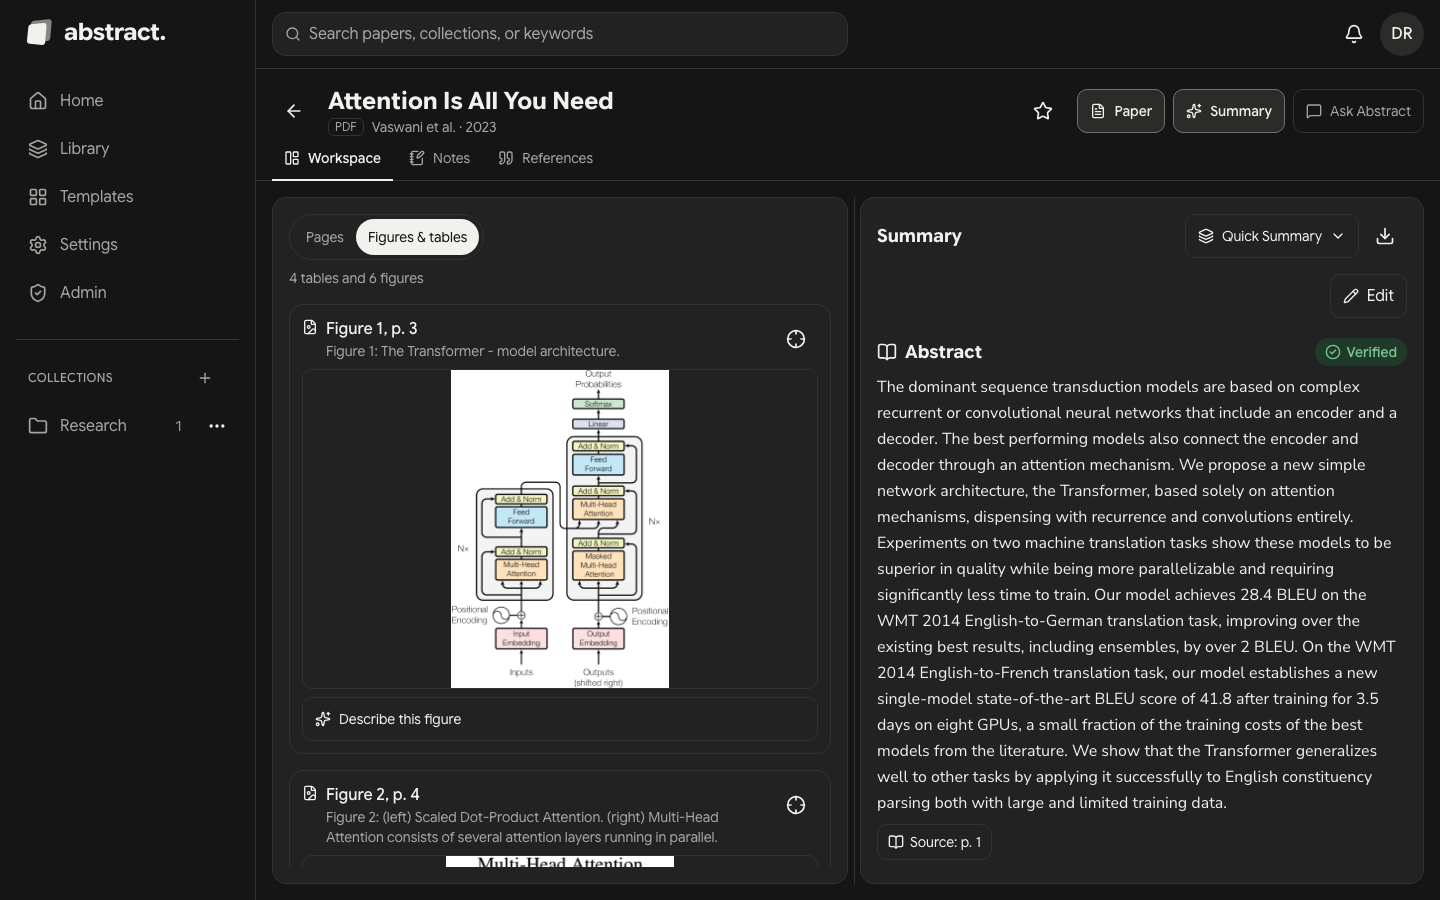 abstract.
Search papers, collections, or keywords
DR
Home
Library
Templates
Settings
Admin
COLLECTIONS
Research 1
Attention Is All You Need
PDF Vaswani et al. · 2023
Paper
Summary
Ask Abstract
Workspace
Notes
References
Pages
Figures & tables
4 tables and 6 figures
Figure 1, p. 3
Figure 1: The Transformer - model architecture.
Output
Probabilities
Softmax
Linear
Add & Norm
Feed
Forward
Add & Norm
Multi-Head
Attention
Add & Norm
Masked
Multi-Head
Attention
N×
Add & Norm
Feed
Forward
Add & Norm
Multi-Head
Attention
N×
Positional
Encoding
Positional
Encoding
Input
Embedding
Output
Embedding
Inputs
Outputs
(shifted right)
Describe this figure
Figure 2, p. 4
Figure 2: (left) Scaled Dot-Product Attention. (right) Multi-Head
Attention consists of several attention layers running in parallel.
Multi-Head Attention
Summary
Quick Summary
Edit
Abstract
Verified
The dominant sequence transduction models are based on complex
recurrent or convolutional neural networks that include an encoder and a
decoder. The best performing models also connect the encoder and
decoder through an attention mechanism. We propose a new simple
network architecture, the Transformer, based solely on attention
mechanisms, dispensing with recurrence and convolutions entirely.
Experiments on two machine translation tasks show these models to be
superior in quality while being more parallelizable and requiring
significantly less time to train. Our model achieves 28.4 BLEU on the
WMT 2014 English-to-German translation task, improving over the
existing best results, including ensembles, by over 2 BLEU. On the WMT
2014 English-to-French translation task, our model establishes a new
single-model state-of-the-art BLEU score of 41.8 after training for 3.5
days on eight GPUs, a small fraction of the training costs of the best
models from the literature. We show that the Transformer generalizes
well to other tasks by applying it successfully to English constituency
parsing both with large and limited training data.
Source: p. 1